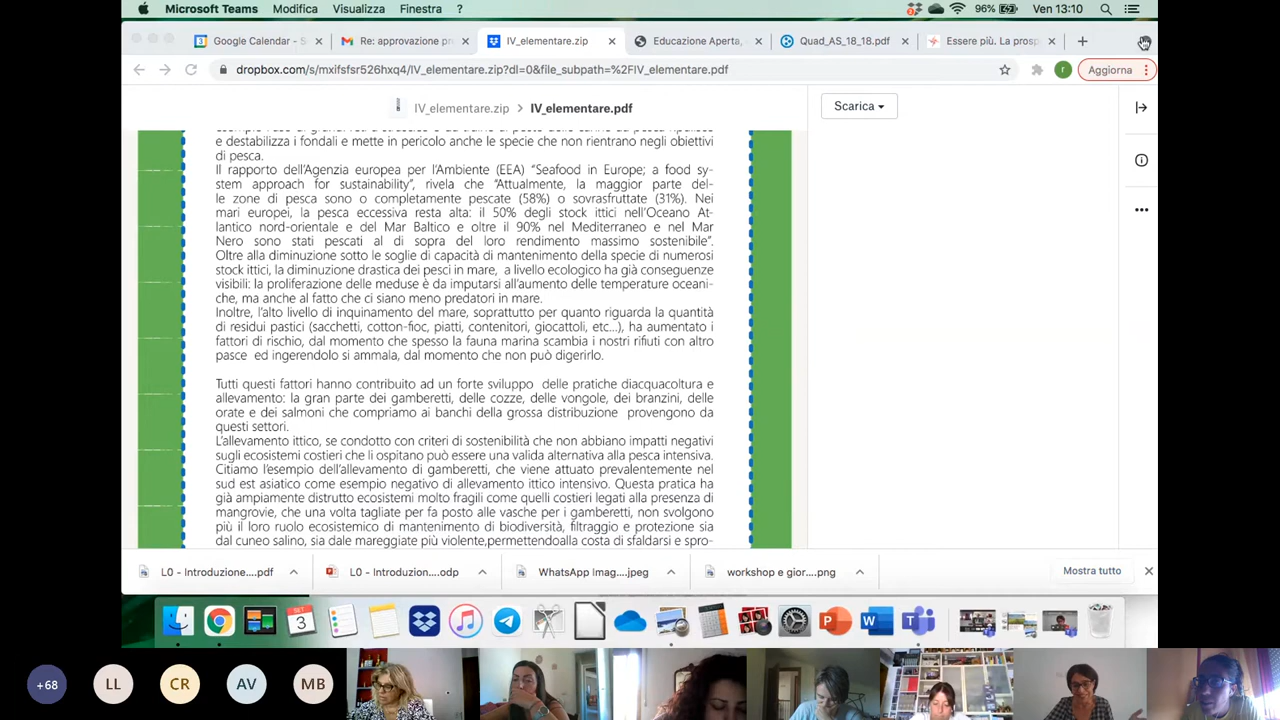 Microsoft Teams Modifica Visualizza Finestra ? 96% Ven 13:10
Google Calendar - S Re: approvazione pr IV_elementare.zip Educazione Aperta, Quad_AS_18_18.pdf Essere più. La prosp
dropbox.com/s/mxifsfsr526hxq4/IV_elementare.zip?dl=0&file_subpath=%2FIV_elementare.pdf r Aggiorna
IV_elementare.zip > IV_elementare.pdf Scarica
e destabilizza i fondali e mette in pericolo anche le specie che non rientrano negli obiettivi
di pesca.
Il rapporto dell'Agenzia europea per l'Ambiente (EEA) “Seafood in Europe; a food sy-
stem approach for sustainability”, rivela che “Attualmente, la maggior parte del-
le zone di pesca sono o completamente pescate (58%) o sovrasfruttate (31%). Nei
mari europei, la pesca eccessiva resta alta: il 50% degli stock ittici nell'Oceano At-
lantico nord-orientale e del Mar Baltico e oltre il 90% nel Mediterraneo e nel Mar
Nero sono stati pescati al di sopra del loro rendimento massimo sostenibile”.
Oltre alla diminuzione sotto le soglie di capacità di mantenimento della specie di numerosi
stock ittici, la diminuzione drastica dei pesci in mare, a livello ecologico ha già conseguenze
visibili: la proliferazione delle meduse è da imputarsi all'aumento delle temperature oceani-
che, ma anche al fatto che ci siano meno predatori in mare.
Inoltre, l'alto livello di inquinamento del mare, soprattutto per quanto riguarda la quantità
di residui pastici (sacchetti, cotton-fioc, piatti, contenitori, giocattoli, etc...), ha aumentato i
fattori di rischio, dal momento che spesso la fauna marina scambia i nostri rifiuti con altro
pasce ed ingerendolo si ammala, dal momento che non può digerirlo.
Tutti questi fattori hanno contribuito ad un forte sviluppo delle pratiche diacquacoltura e
allevamento: la gran parte dei gamberetti, delle cozze, delle vongole, dei branzini, delle
orate e dei salmoni che compriamo ai banchi della grossa distribuzione provengono da
questi settori.
L'allevamento ittico, se condotto con criteri di sostenibilità che non abbiano impatti negativi
sugli ecosistemi costieri che li ospitano può essere una valida alternativa alla pesca intensiva.
Citiamo l'esempio dell'allevamento di gamberetti, che viene attuato prevalentemente nel
sud est asiatico come esempio negativo di allevamento ittico intensivo. Questa pratica ha
già ampiamente distrutto ecosistemi molto fragili come quelli costieri legati alla presenza di
mangrovie, che una volta tagliate per fa posto alle vasche per i gamberetti, non svolgono
più il loro ruolo ecosistemico di mantenimento di biodiversità, filtraggio e protezione sia
dal cuneo salino, sia dale mareggiate più violente,permettendoalla costa di sfaldarsi e spro-
L0 - Introduzione....pdf L0 - Introduzion....odp WhatsApp Imag....jpeg workshop e gior....png Mostra tutto
SET 3
+68 LL CR AV MB